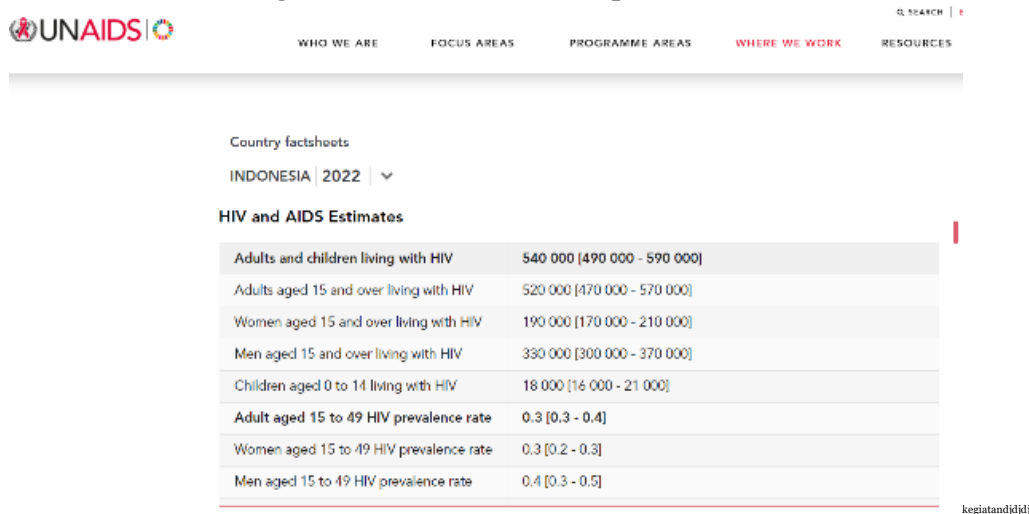 SEARCH
UNAIDS
WHO WE ARE FOCUS AREAS PROGRAMME AREAS WHERE WE WORK RESOURCES
Country factsheets
INDONESIA 2022
HIV and AIDS Estimates
Adults and children living with HIV 540 000 [490 000 - 590 000]
Adults aged 15 and over living with HIV 520 000 [470 000 - 570 000]
Women aged 15 and over living with HIV 190 000 [170 000 - 210 000]
Men aged 15 and over living with HIV 330 000 [300 000 - 370 000]
Children aged 0 to 14 living with HIV 18 000 [16 000 - 21 000]
Adult aged 15 to 49 HIV prevalence rate 0.3 [0.3 - 0.4]
Women aged 15 to 49 HIV prevalence rate 0.3 [0.2 - 0.3]
Men aged 15 to 49 HIV prevalence rate 0.4 [0.3 - 0.5]